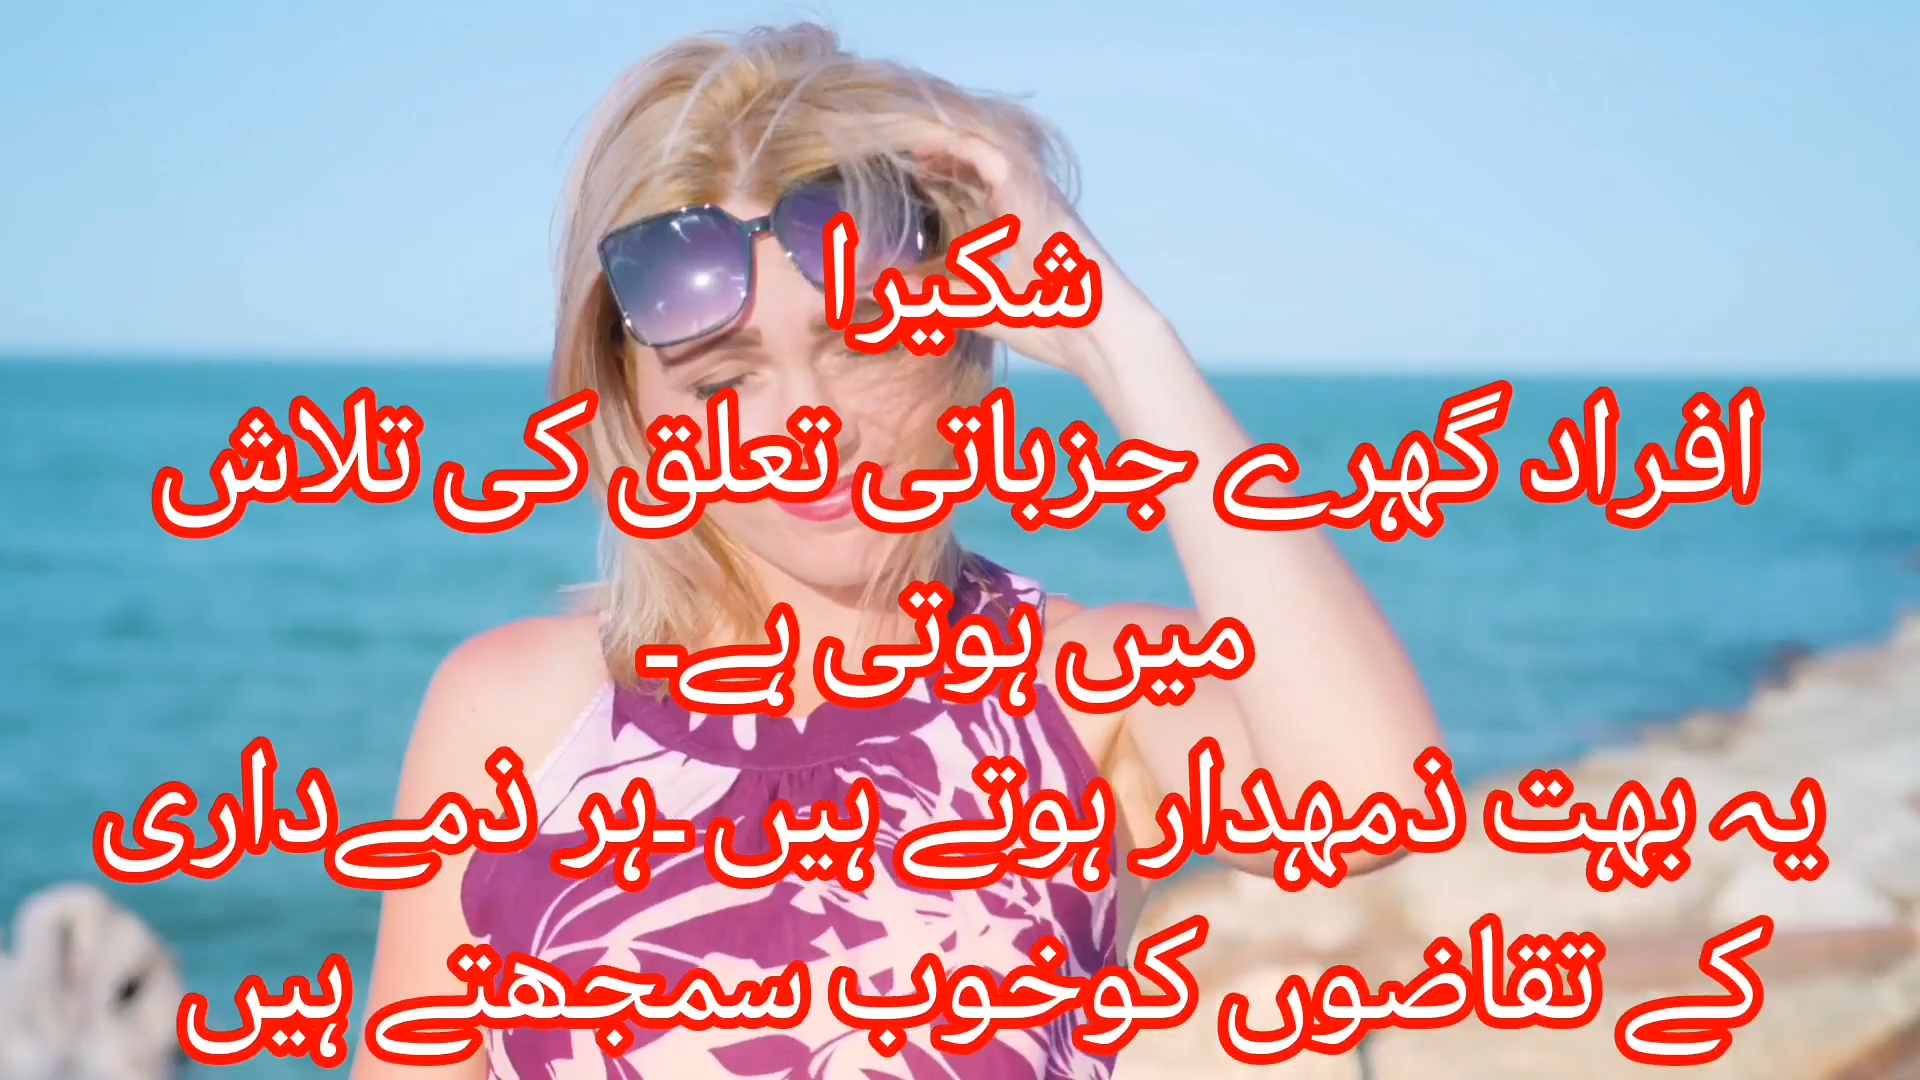 شکیرا
افراد گہرے جزباتی تعلق کی تلاش
میں ہوتی ہے۔
یہ بہت ذمہدار ہوتے ہیں ۔ہر ذمےداری
کے تقاضوں کوخوب سمجھتے ہیں